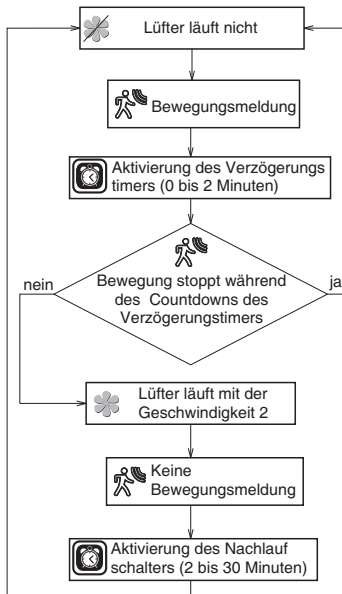 Lüfter läuft nicht
Bewegungsmeldung
Aktivierung des Verzögerungs
timers (0 bis 2 Minuten)
nein
ja
Bewegung stoppt während
des Countdowns des
Verzögerungstimers
Lüfter läuft mit der
Geschwindigkeit 2
Keine
Bewegungsmeldung
Aktivierung des Nachlauf
schalters (2 bis 30 Minuten)